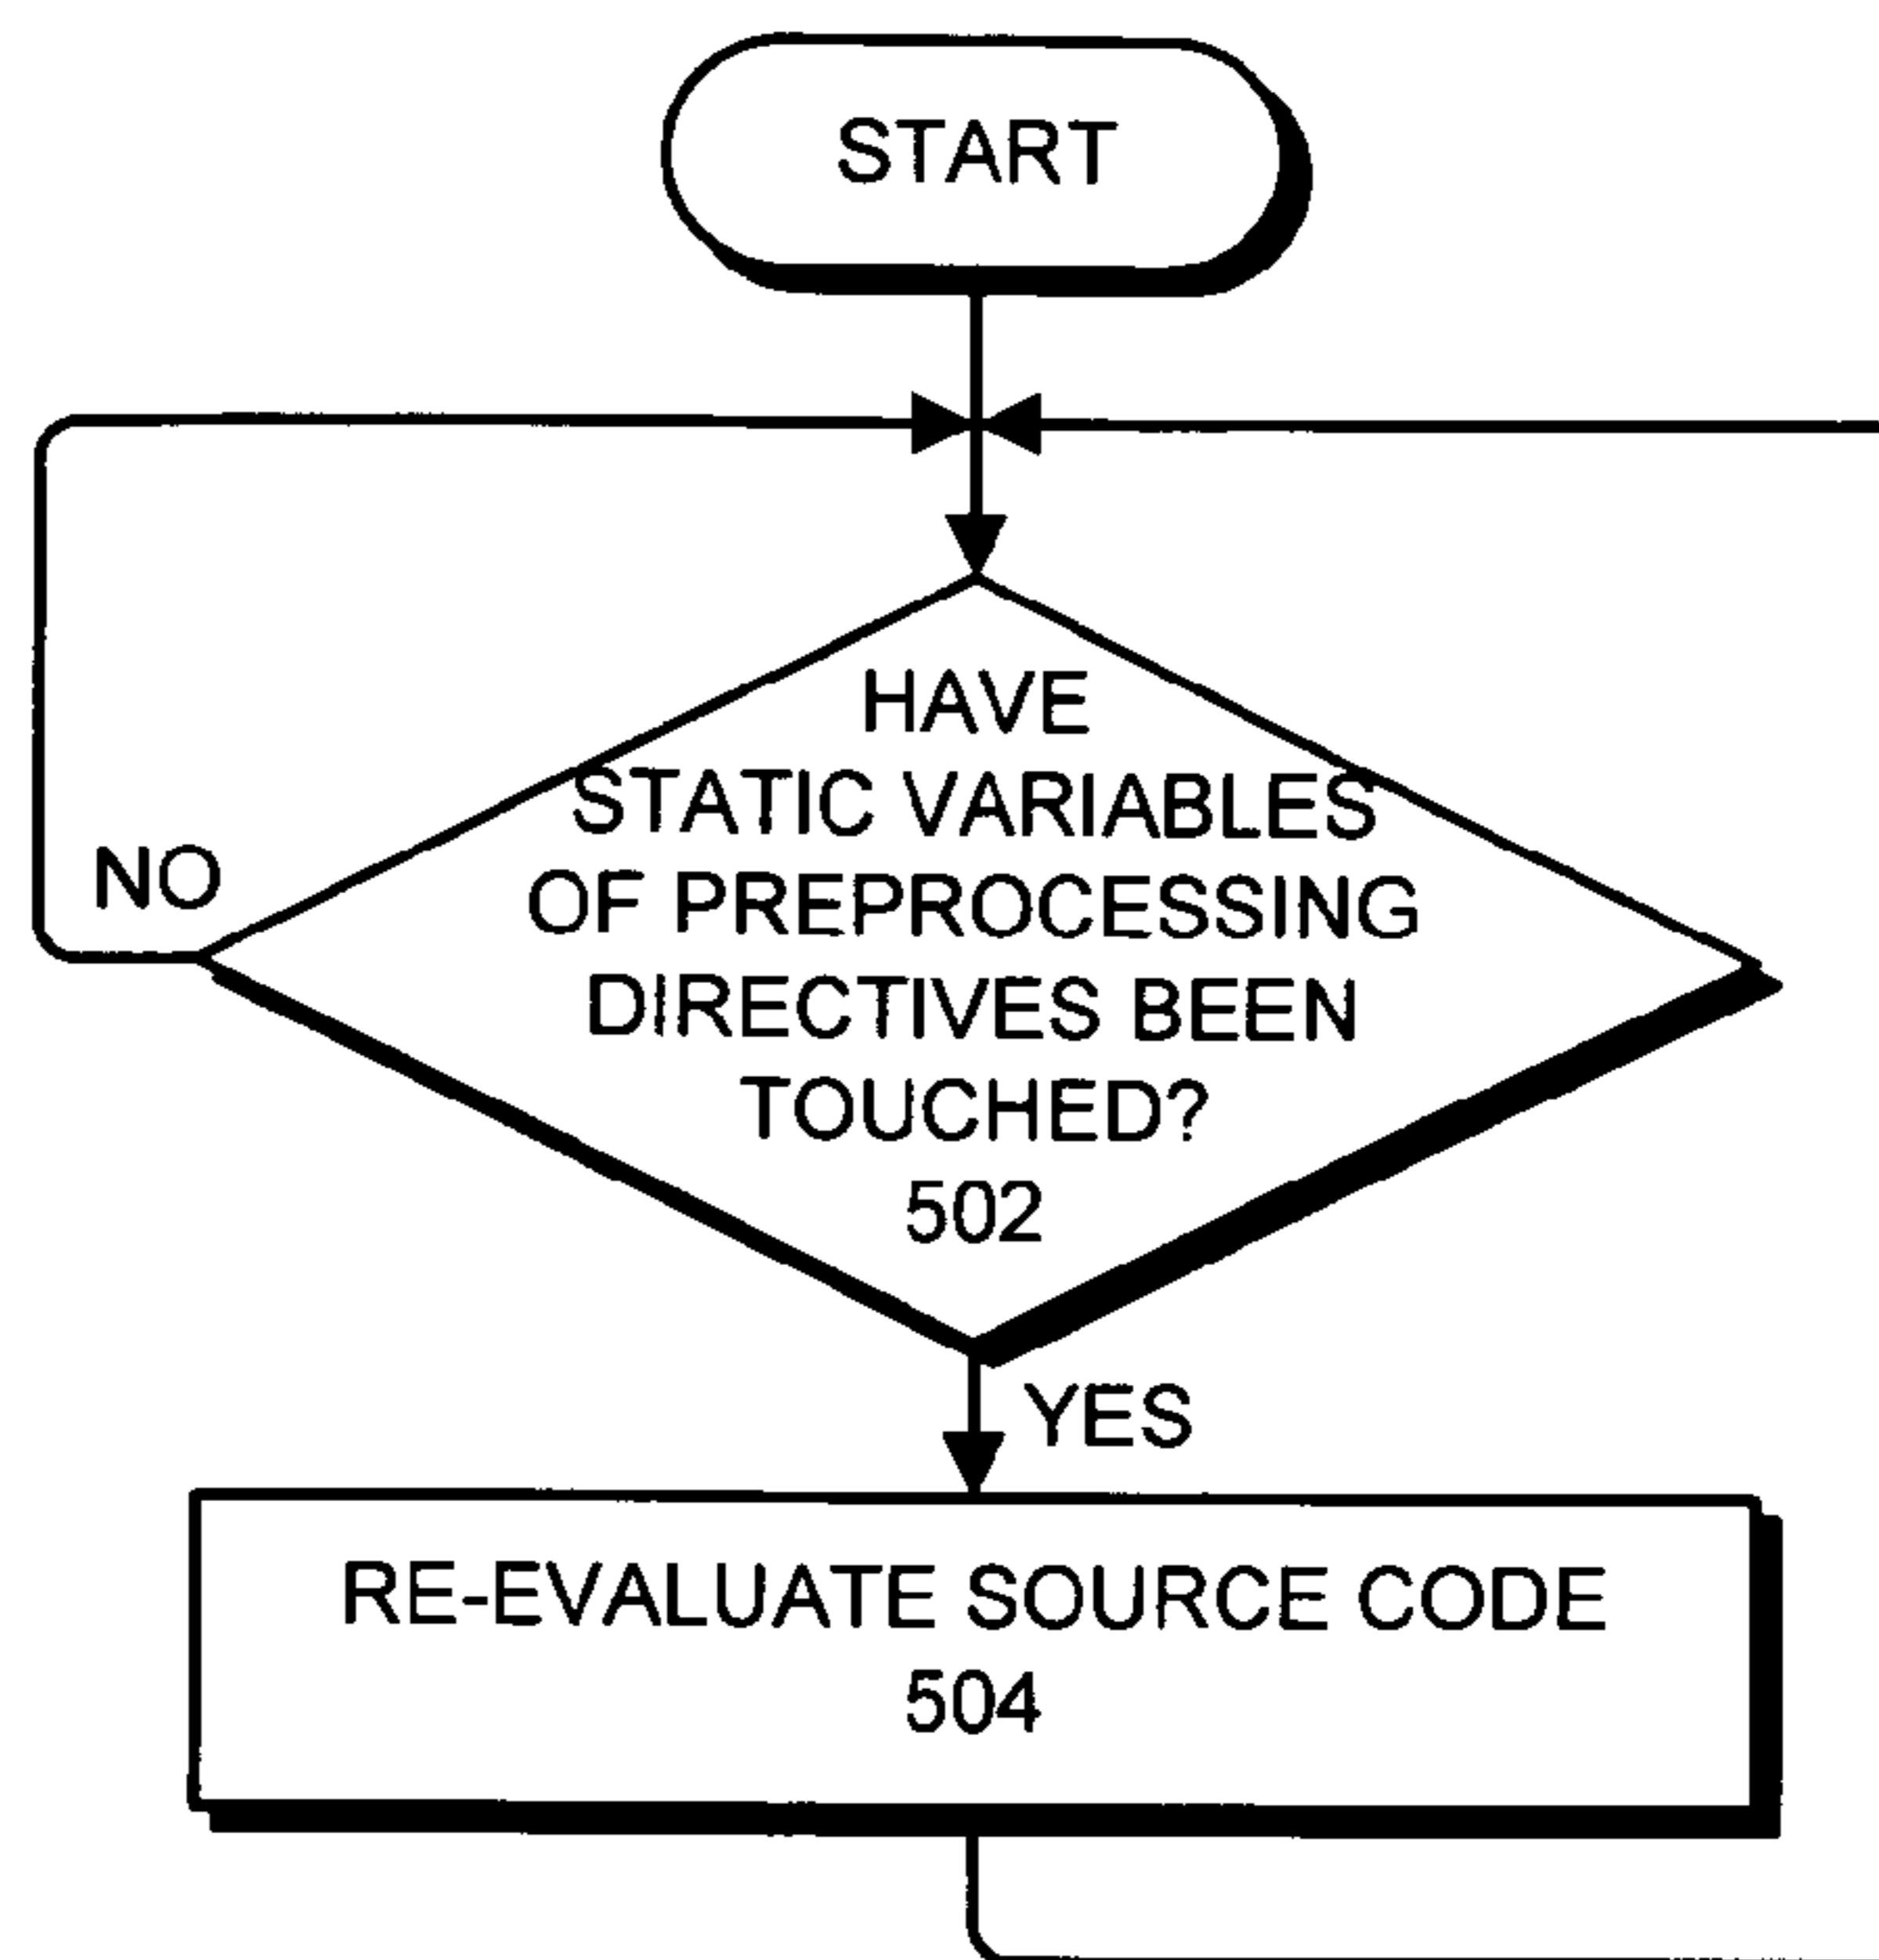 START
HAVE
STATIC VARIABLES
OF PREPROCESSING
NO
DIRECTIVES BEEN
TOUCHED?
502
YES
RE-EVALUATE SOURCE CODE
504